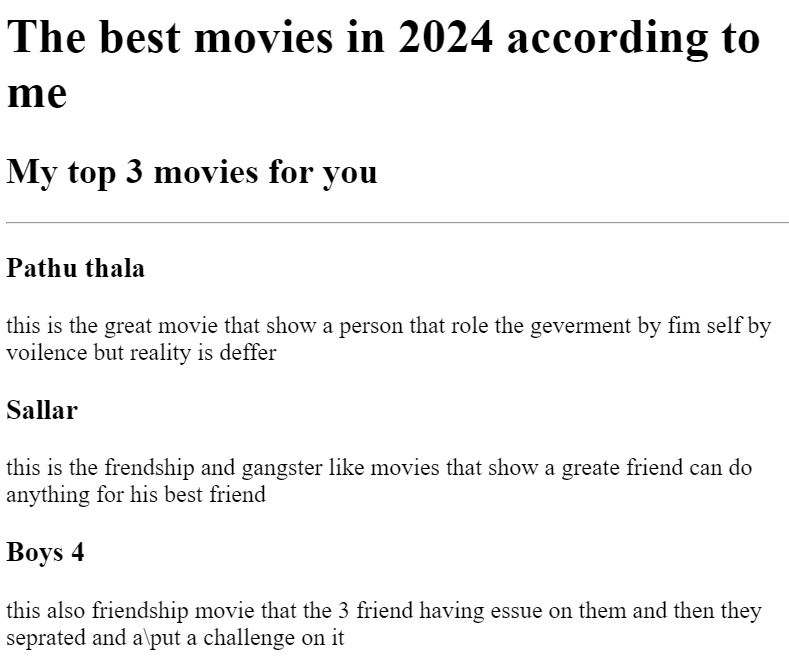 The best movies in 2024 according to
me
My top 3 movies for you
Pathu thala
this is the great movie that show a person that role the geverment by fim self by
voilence but reality is deffer
Sallar
this is the frendship and gangster like movies that show a greate friend can do
anything for his best friend
Boys 4
this also friendship movie that the 3 friend having essue on them and then they
seprated and a\put a challenge on it